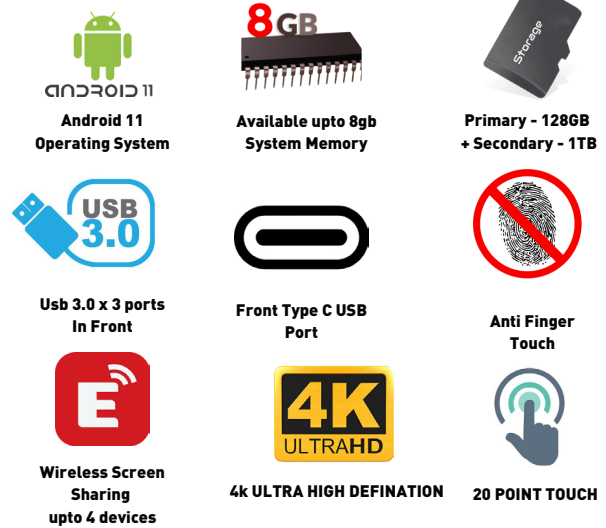 ANDROID 11
Android 11
Operating System
8GB
Available upto 8gb
System Memory
Storage
Primary - 128GB
+ Secondary - 1TB
USB
3.0
Usb 3.0 x 3 ports
In Front
Front Type C USB
Port
Anti Finger
Touch
E
Wireless Screen
Sharing
upto 4 devices
4K
ULTRAHD
4k ULTRA HIGH DEFINATION
20 POINT TOUCH